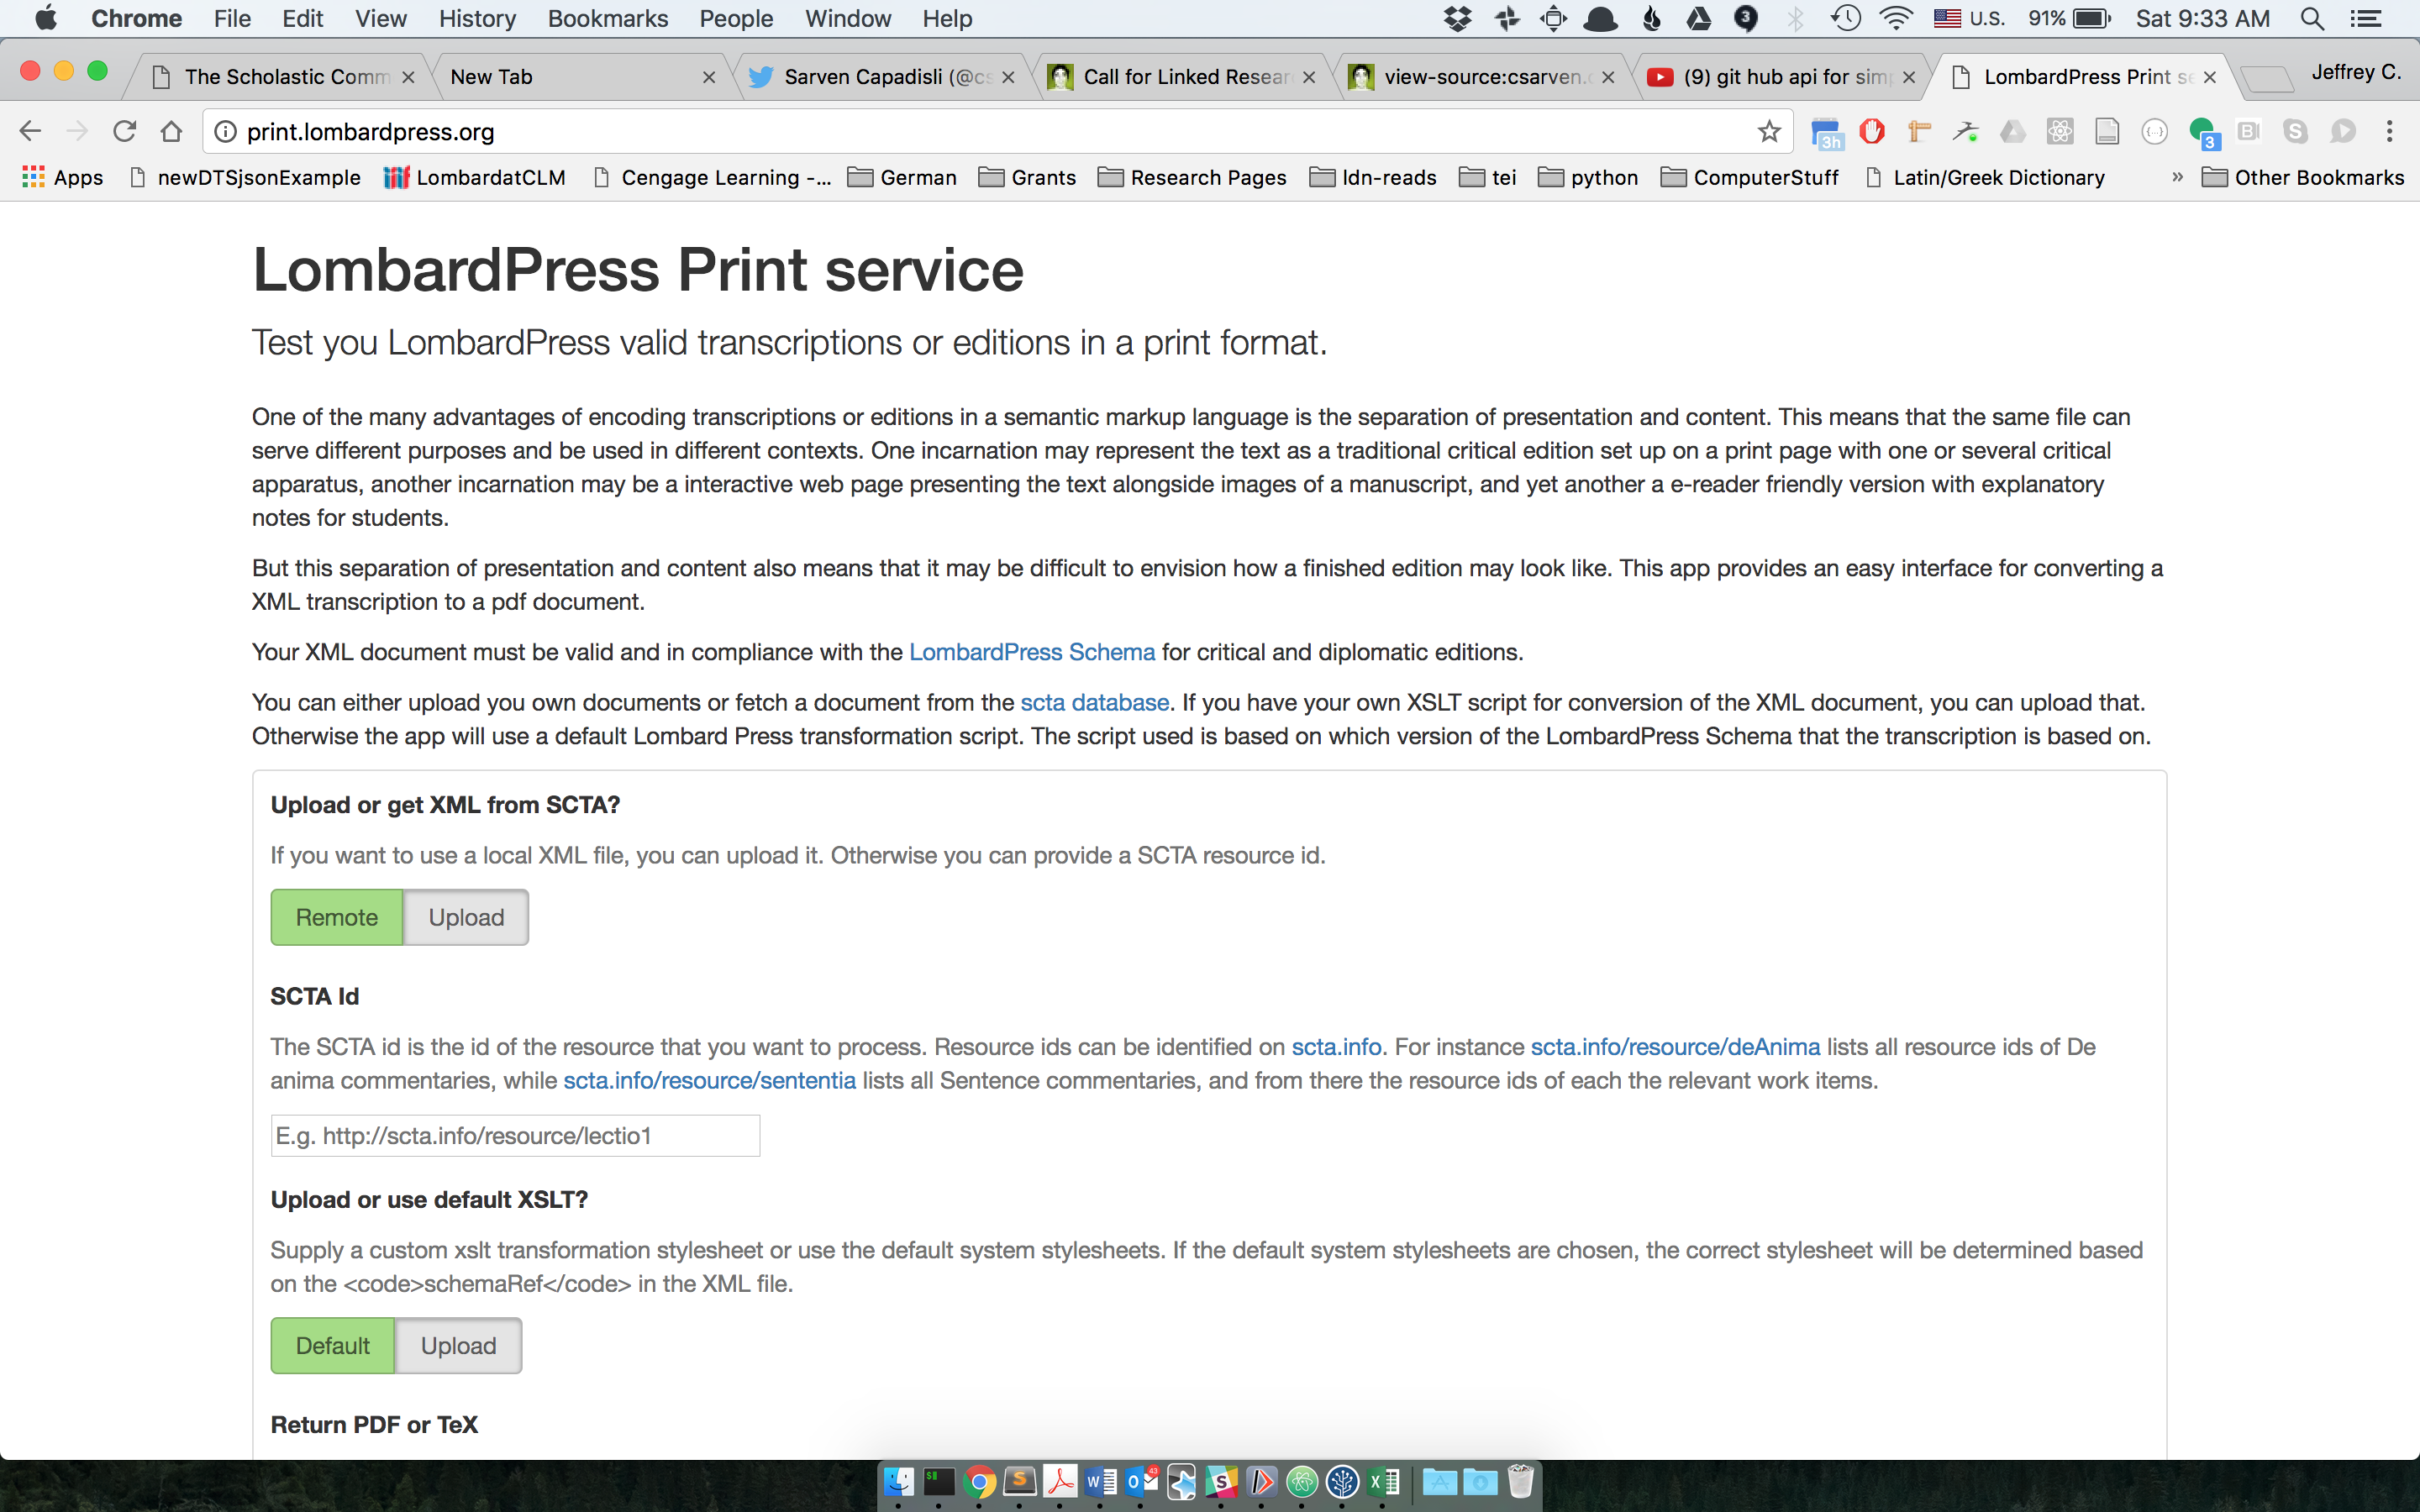 Chrome File Edit View History Bookmarks People Window Help 3 U.S. 91% Sat 9:33 AM
The Scholastic Comm New Tab Sarven Capadisli (@cs Call for Linked Resear view-source:csarven.c (9) git hub api for simp LombardPress Print se Jeffrey C.
print.lombardpress.org 3h 3
Apps newDTSjsonExample LombardatCLM Cengage Learning -... German Grants Research Pages ldn-reads tei python ComputerStuff Latin/Greek Dictionary » Other Bookmarks
LombardPress Print service
Test you LombardPress valid transcriptions or editions in a print format.
One of the many advantages of encoding transcriptions or editions in a semantic markup language is the separation of presentation and content. This means that the same file can
serve different purposes and be used in different contexts. One incarnation may represent the text as a traditional critical edition set up on a print page with one or several critical
apparatus, another incarnation may be a interactive web page presenting the text alongside images of a manuscript, and yet another a e-reader friendly version with explanatory
notes for students.
But this separation of presentation and content also means that it may be difficult to envision how a finished edition may look like. This app provides an easy interface for converting a
XML transcription to a pdf document.
Your XML document must be valid and in compliance with the LombardPress Schema for critical and diplomatic editions.
You can either upload you own documents or fetch a document from the scta database. If you have your own XSLT script for conversion of the XML document, you can upload that.
Otherwise the app will use a default Lombard Press transformation script. The script used is based on which version of the LombardPress Schema that the transcription is based on.
Upload or get XML from SCTA?
If you want to use a local XML file, you can upload it. Otherwise you can provide a SCTA resource id.
Remote Upload
SCTA Id
The SCTA id is the id of the resource that you want to process. Resource ids can be identified on scta.info. For instance scta.info/resource/deAnima lists all resource ids of De
anima commentaries, while scta.info/resource/sententia lists all Sentence commentaries, and from there the resource ids of each the relevant work items.
E.g. http://scta.info/resource/lectio1
Upload or use default XSLT?
Supply a custom xslt transformation stylesheet or use the default system stylesheets. If the default system stylesheets are chosen, the correct stylesheet will be determined based
on the <code>schemaRef</code> in the XML file.
Default Upload
Return PDF or TeX
43